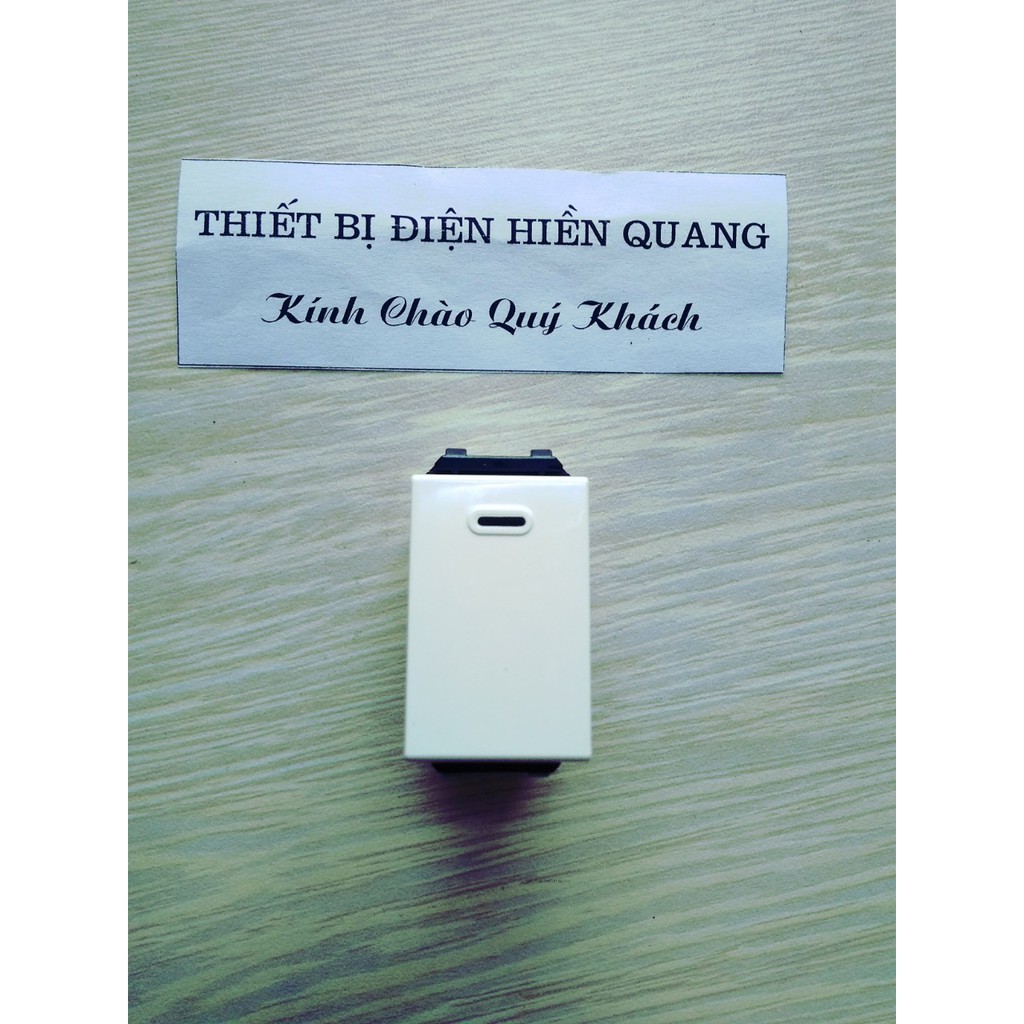 THIẾT BỊ ĐIỆN HIỀN QUANG
Kính Chào Quý Khách